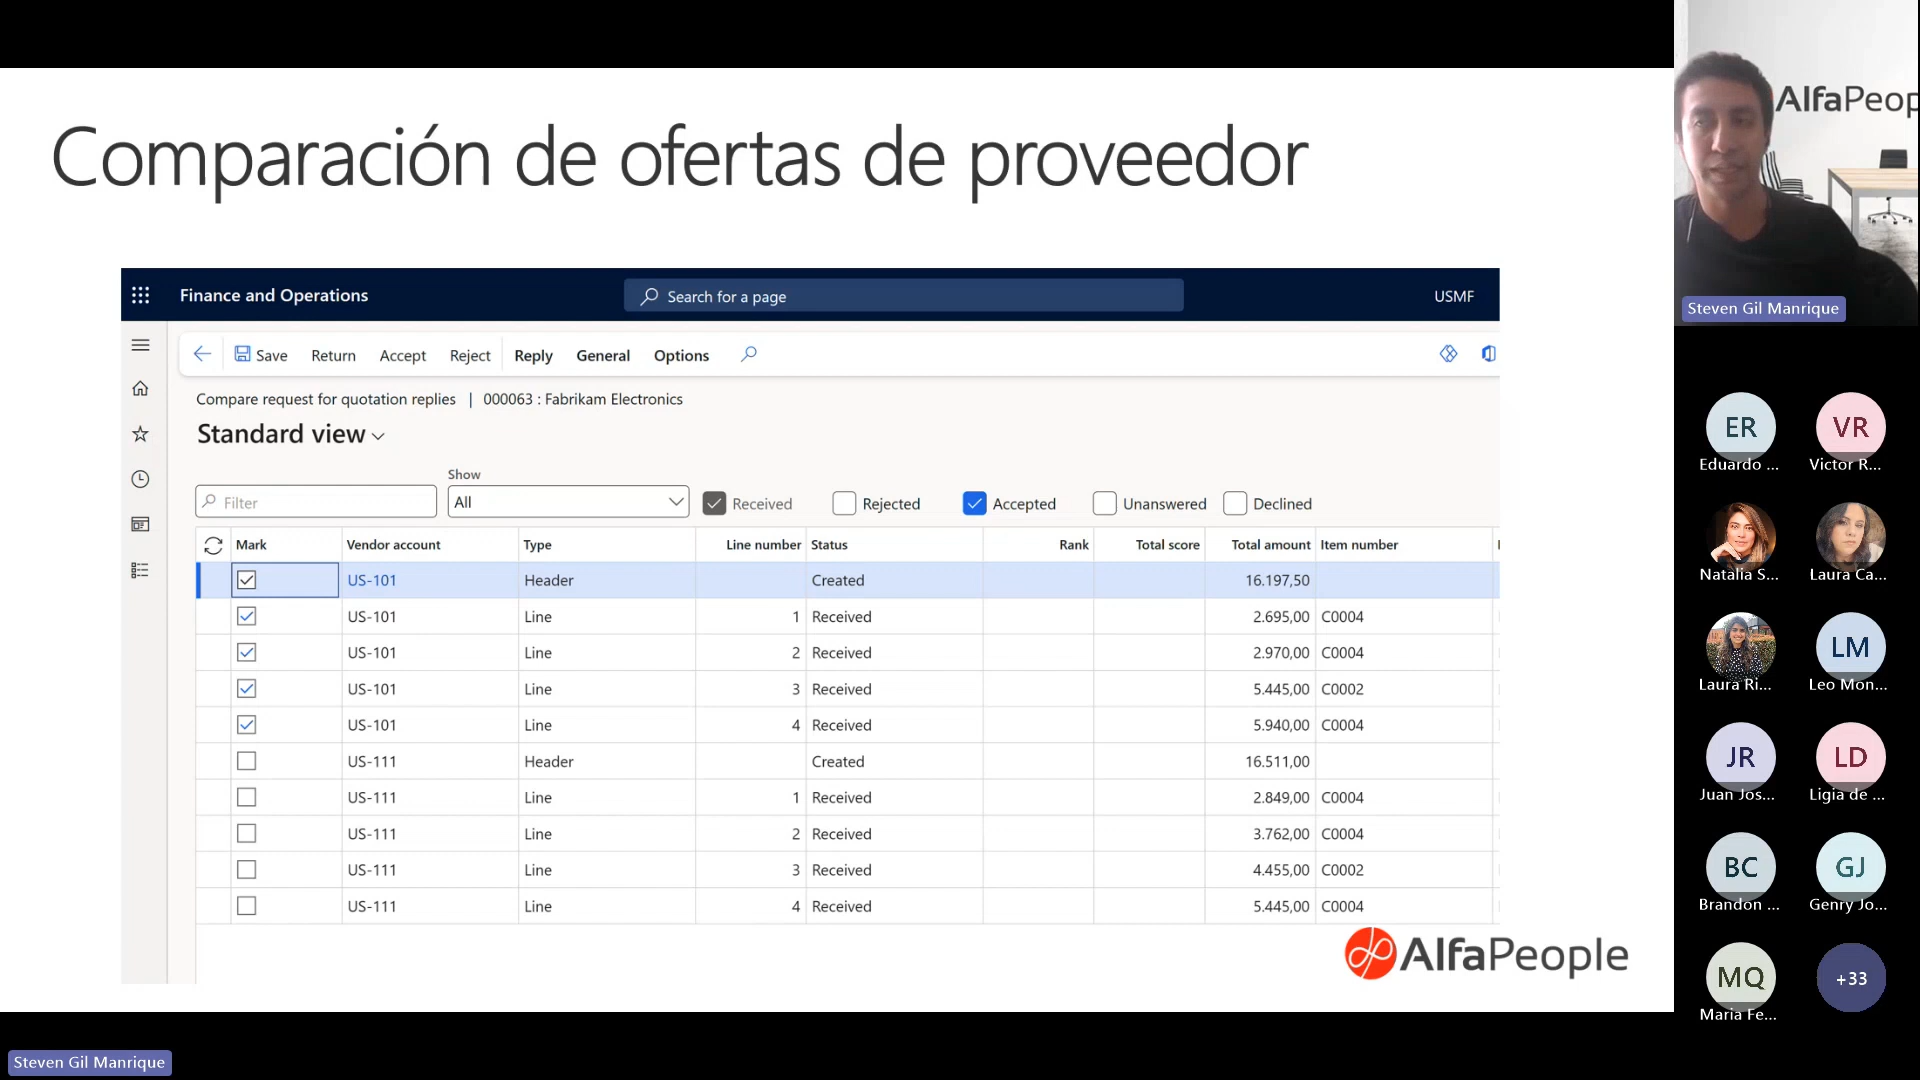 Comparación de ofertas de proveedor
Finance and Operations
Search for a page
USMF
Save Return Accept Reject Reply General Options
Compare request for quotation replies | 000063 : Fabrikam Electronics
Standard view
Show
Filter All Received Rejected Accepted Unanswered Declined
Mark Vendor account Type Line number Status Rank Total score Total amount Item number
US-101 Header Created 16.197,50
US-101 Line 1 Received 2.695,00 C0004
US-101 Line 2 Received 2.970,00 C0004
US-101 Line 3 Received 5.445,00 C0002
US-101 Line 4 Received 5.940,00 C0004
US-111 Header Created 16.511,00
US-111 Line 1 Received 2.849,00 C0004
US-111 Line 2 Received 3.762,00 C0004
US-111 Line 3 Received 4.455,00 C0002
US-111 Line 4 Received 5.445,00 C0004
AlfaPeople
AlfaPeop
Steven Gil Manrique
ER VR
Eduardo ... Victor R...
Natalia S... Laura Ca...
LM
Laura Ri... Leo Mon...
JR LD
Juan Jos... Ligia de ...
BC GJ
Brandon ... Genry Jo...
MQ +33
Maria Fe...
Steven Gil Manrique